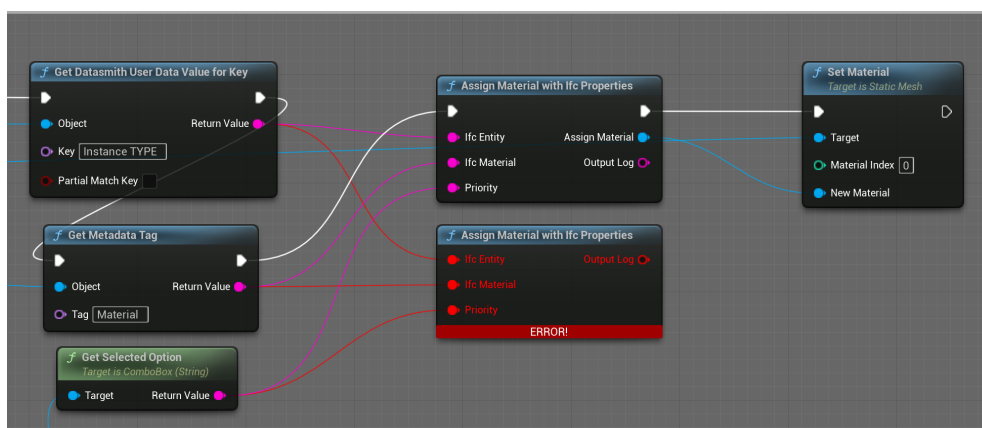 f Get Datasmith User Data Value for Key
Object
Return Value
Key Instance TYPE
Partial Match Key
f Get Metadata Tag
Object
Return Value
Tag Material
f Get Selected Option
Target is ComboBox (String)
Target
Return Value
f Assign Material with Ifc Properties
Ifc Entity
Assign Material
Ifc Material
Output Log
Priority
f Assign Material with Ifc Properties
Ifc Entity
Output Log
Ifc Material
Priority
ERROR!
f Set Material
Target is Static Mesh
Target
Material Index 0
New Material